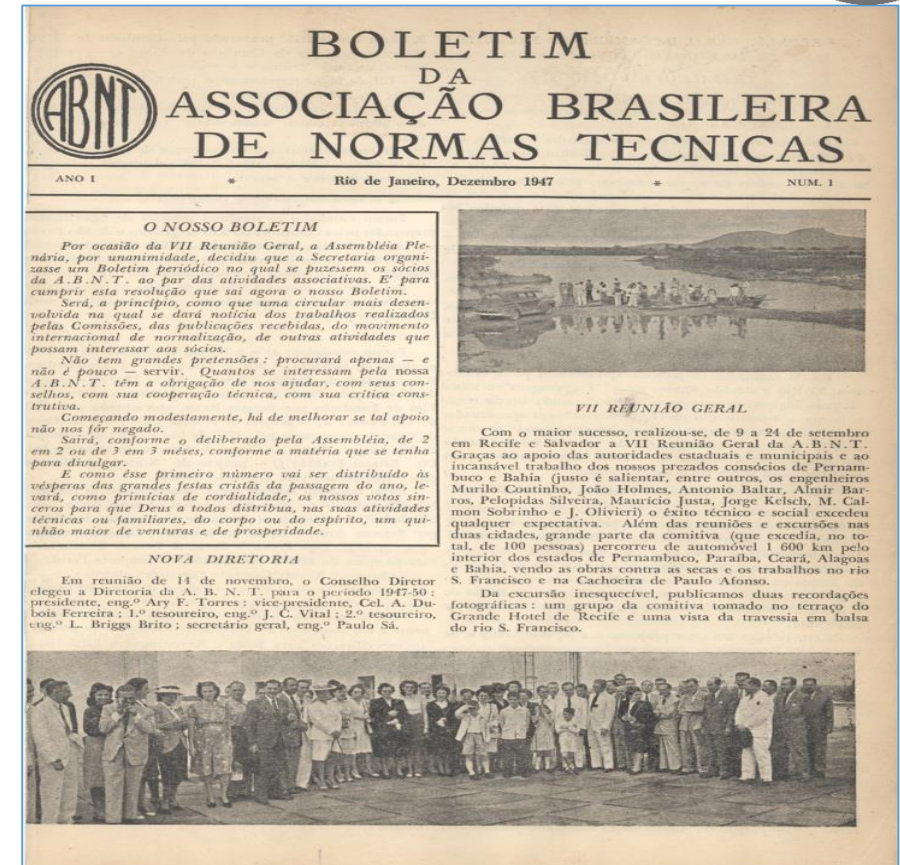 BOLETIM
DA
ABNT
ASSOCIAÇÃO BRASILEIRA
DE NORMAS TECNICAS
ANO I * Rio de Janeiro, Dezembro 1947 * NUM. 1
O NOSSO BOLETIM
Por ocasião da VII Reunião Geral, a Assembléia Ple-
nária, por unanimidade, decidiu que a Secretaria organi-
zasse um Boletim periódico no qual se puzessem os sócios
da A.B.N.T. ao par das atividades associativas. E' para
cumprir esta resolução que sai agora o nosso Boletim.
Será, a princípio, como que uma circular mais desen-
volvida na qual se dará notícia dos trabalhos realizados
pelas Comissões, das publicações recebidas, do movimento
internacional de normalização, de outras atividades que
possam interessar aos sócios.
Não tem grandes pretensões : procurará apenas — e
não é pouco — servir. Quantos se interessam pela nossa
A.B.N.T. têm a obrigação de nos ajudar, com seus con-
selhos, com sua cooperação técnica, com sua crítica cons-
trutiva.
Começando modestamente, há de melhorar se tal apoio
não nos fôr negado.
Sairá, conforme o deliberado pela Assembléia, de 2
em 2 ou de 3 em 3 mêses, conforme a matéria que se tenha
para divulgar.
E como êsse primeiro número vai ser distribuído às
vésperas das grandes festas cristãs da passagem do ano, le-
vará, como primícias de cordialidade, os nossos votos sin-
ceros para que Deus a todos distribua, nas suas atividades
técnicas ou familiares, do corpo ou do espírito, um qui-
nhão maior de venturas e de prosperidade.
NOVA DIRETORIA
Em reunião de 14 de novembro, o Conselho Diretor
elegeu a Diretoria da A. B. N. T. para o período 1947-50 :
presidente, eng.º Ary F. Torres : vice-presidente, Cel. A. Du-
bois Ferreira ; 1.º tesoureiro, eng.º J. C. Vital ; 2.º tesoureiro,
eng.º L. Briggs Brito ; secretário geral, eng.º Paulo Sá.
VII REUNIÃO GERAL
Com o maior sucesso, realizou-se, de 9 a 24 de setembro
em Recife e Salvador a VII Reunião Geral da A.B.N.T.
Graças ao apoio das autoridades estaduais e municipais e ao
incansável trabalho dos nossos prezados consócios de Pernam-
buco e Bahia (justo é salientar, entre outros, os engenheiros
Murilo Coutinho, João Holmes, Antonio Baltar, Almir Bar-
ros, Pelopidas Silveira, Maurício Justa, Jorge Kelsch, M. Cal-
mon Sobrinho e J. Olivieri) o êxito técnico e social excedeu
qualquer expectativa. Além das reuniões e excursões nas
duas cidades, grande parte da comitiva (que excedia, no to-
tal, de 100 pessoas) percorreu de automóvel 1 600 km pelo
interior dos estados de Pernambuco, Paraíba, Ceará, Alagoas
e Bahia, vendo as obras contra as secas e os trabalhos no rio
S. Francisco e na Cachoeira de Paulo Afonso.
Da excursão inesquecível, publicamos duas recordações
fotográficas : um grupo da comitiva tomado no terraço do
Grande Hotel de Recife e uma vista da travessia em balsa
do rio S. Francisco.